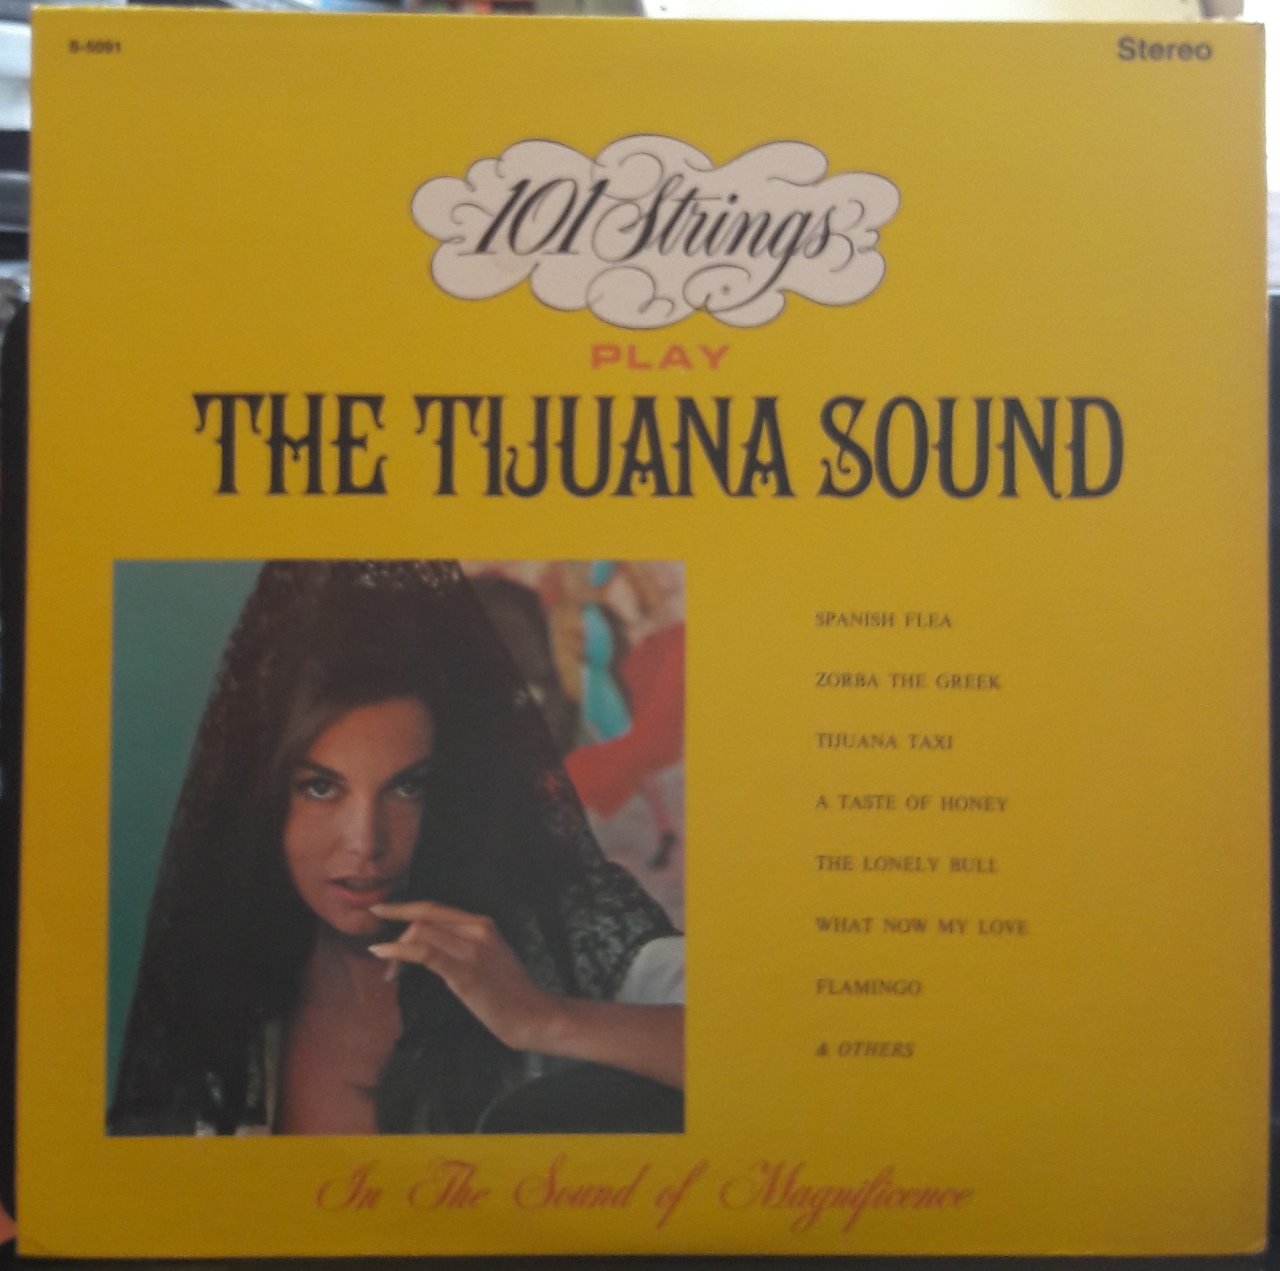 S-5091
Stereo
101 Strings
PLAY
THE TIJUANA SOUND
SPANISH FLEA
ZORBA THE GREEK
TIJUANA TAXI
A TASTE OF HONEY
THE LONELY BULL
WHAT NOW MY LOVE
FLAMINGO
& OTHERS
In The Sound of Magnificence